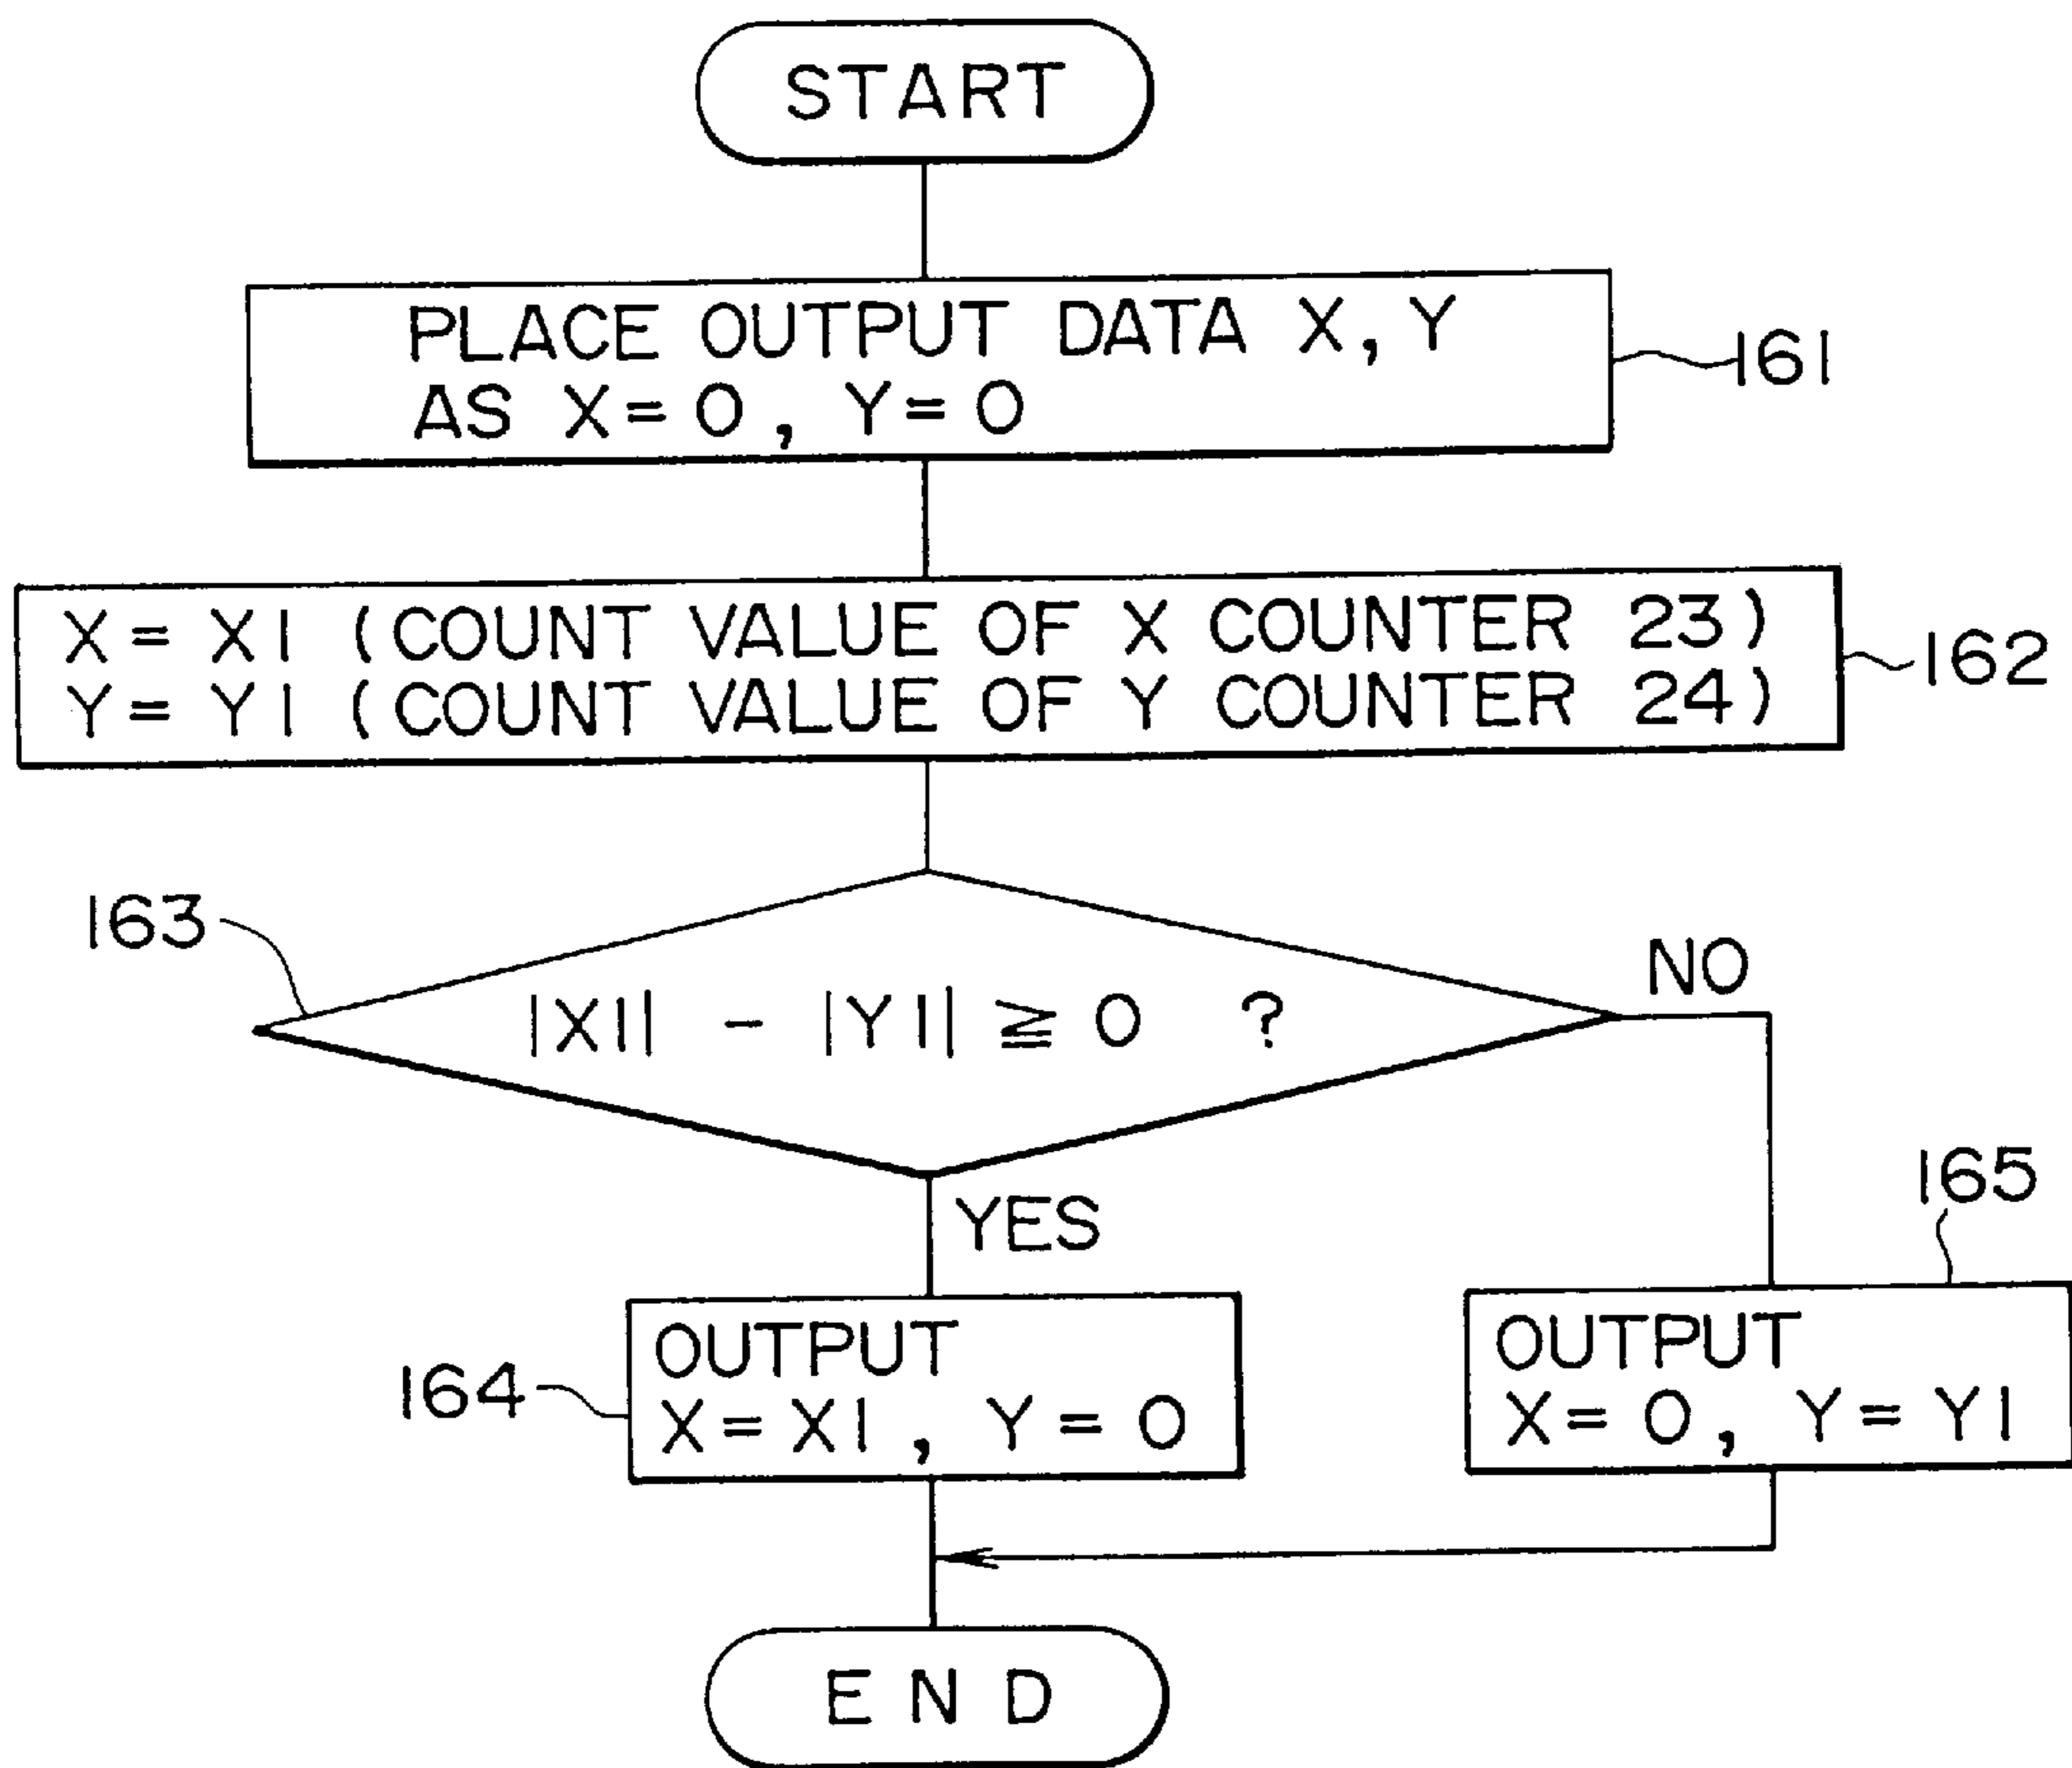 START
PLACE OUTPUT DATA X, Y
AS X = 0, Y = 0
161
X = X1 (COUNT VALUE OF X COUNTER 23)
Y = Y1 (COUNT VALUE OF Y COUNTER 24)
162
163
|X1| - |Y1| ≧ 0 ?
NO
YES
165
164
OUTPUT
X = X1, Y = 0
OUTPUT
X = 0, Y = Y1
END